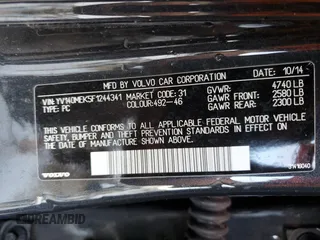 MFD BY VOLVO CAR CORPORATION 10/14
VIN: YV140MEK5F1244341 MARKET CODE: 31 GVWR: 4740 LB
TYPE: PC COLOUR: 492-46 GAWR FRONT: 2580 LB
GAWR REAR: 2300 LB
THIS VEHICLE CONFORMS TO ALL APPLICABLE FEDERAL MOTOR VEHICLE
SAFETY, BUMPER AND THEFT PREVENTION STANDARDS IN EFFECT ON THE
DATE OF MANUFACTURE SHOWN ABOVE.
VOLVO
DREAMBID